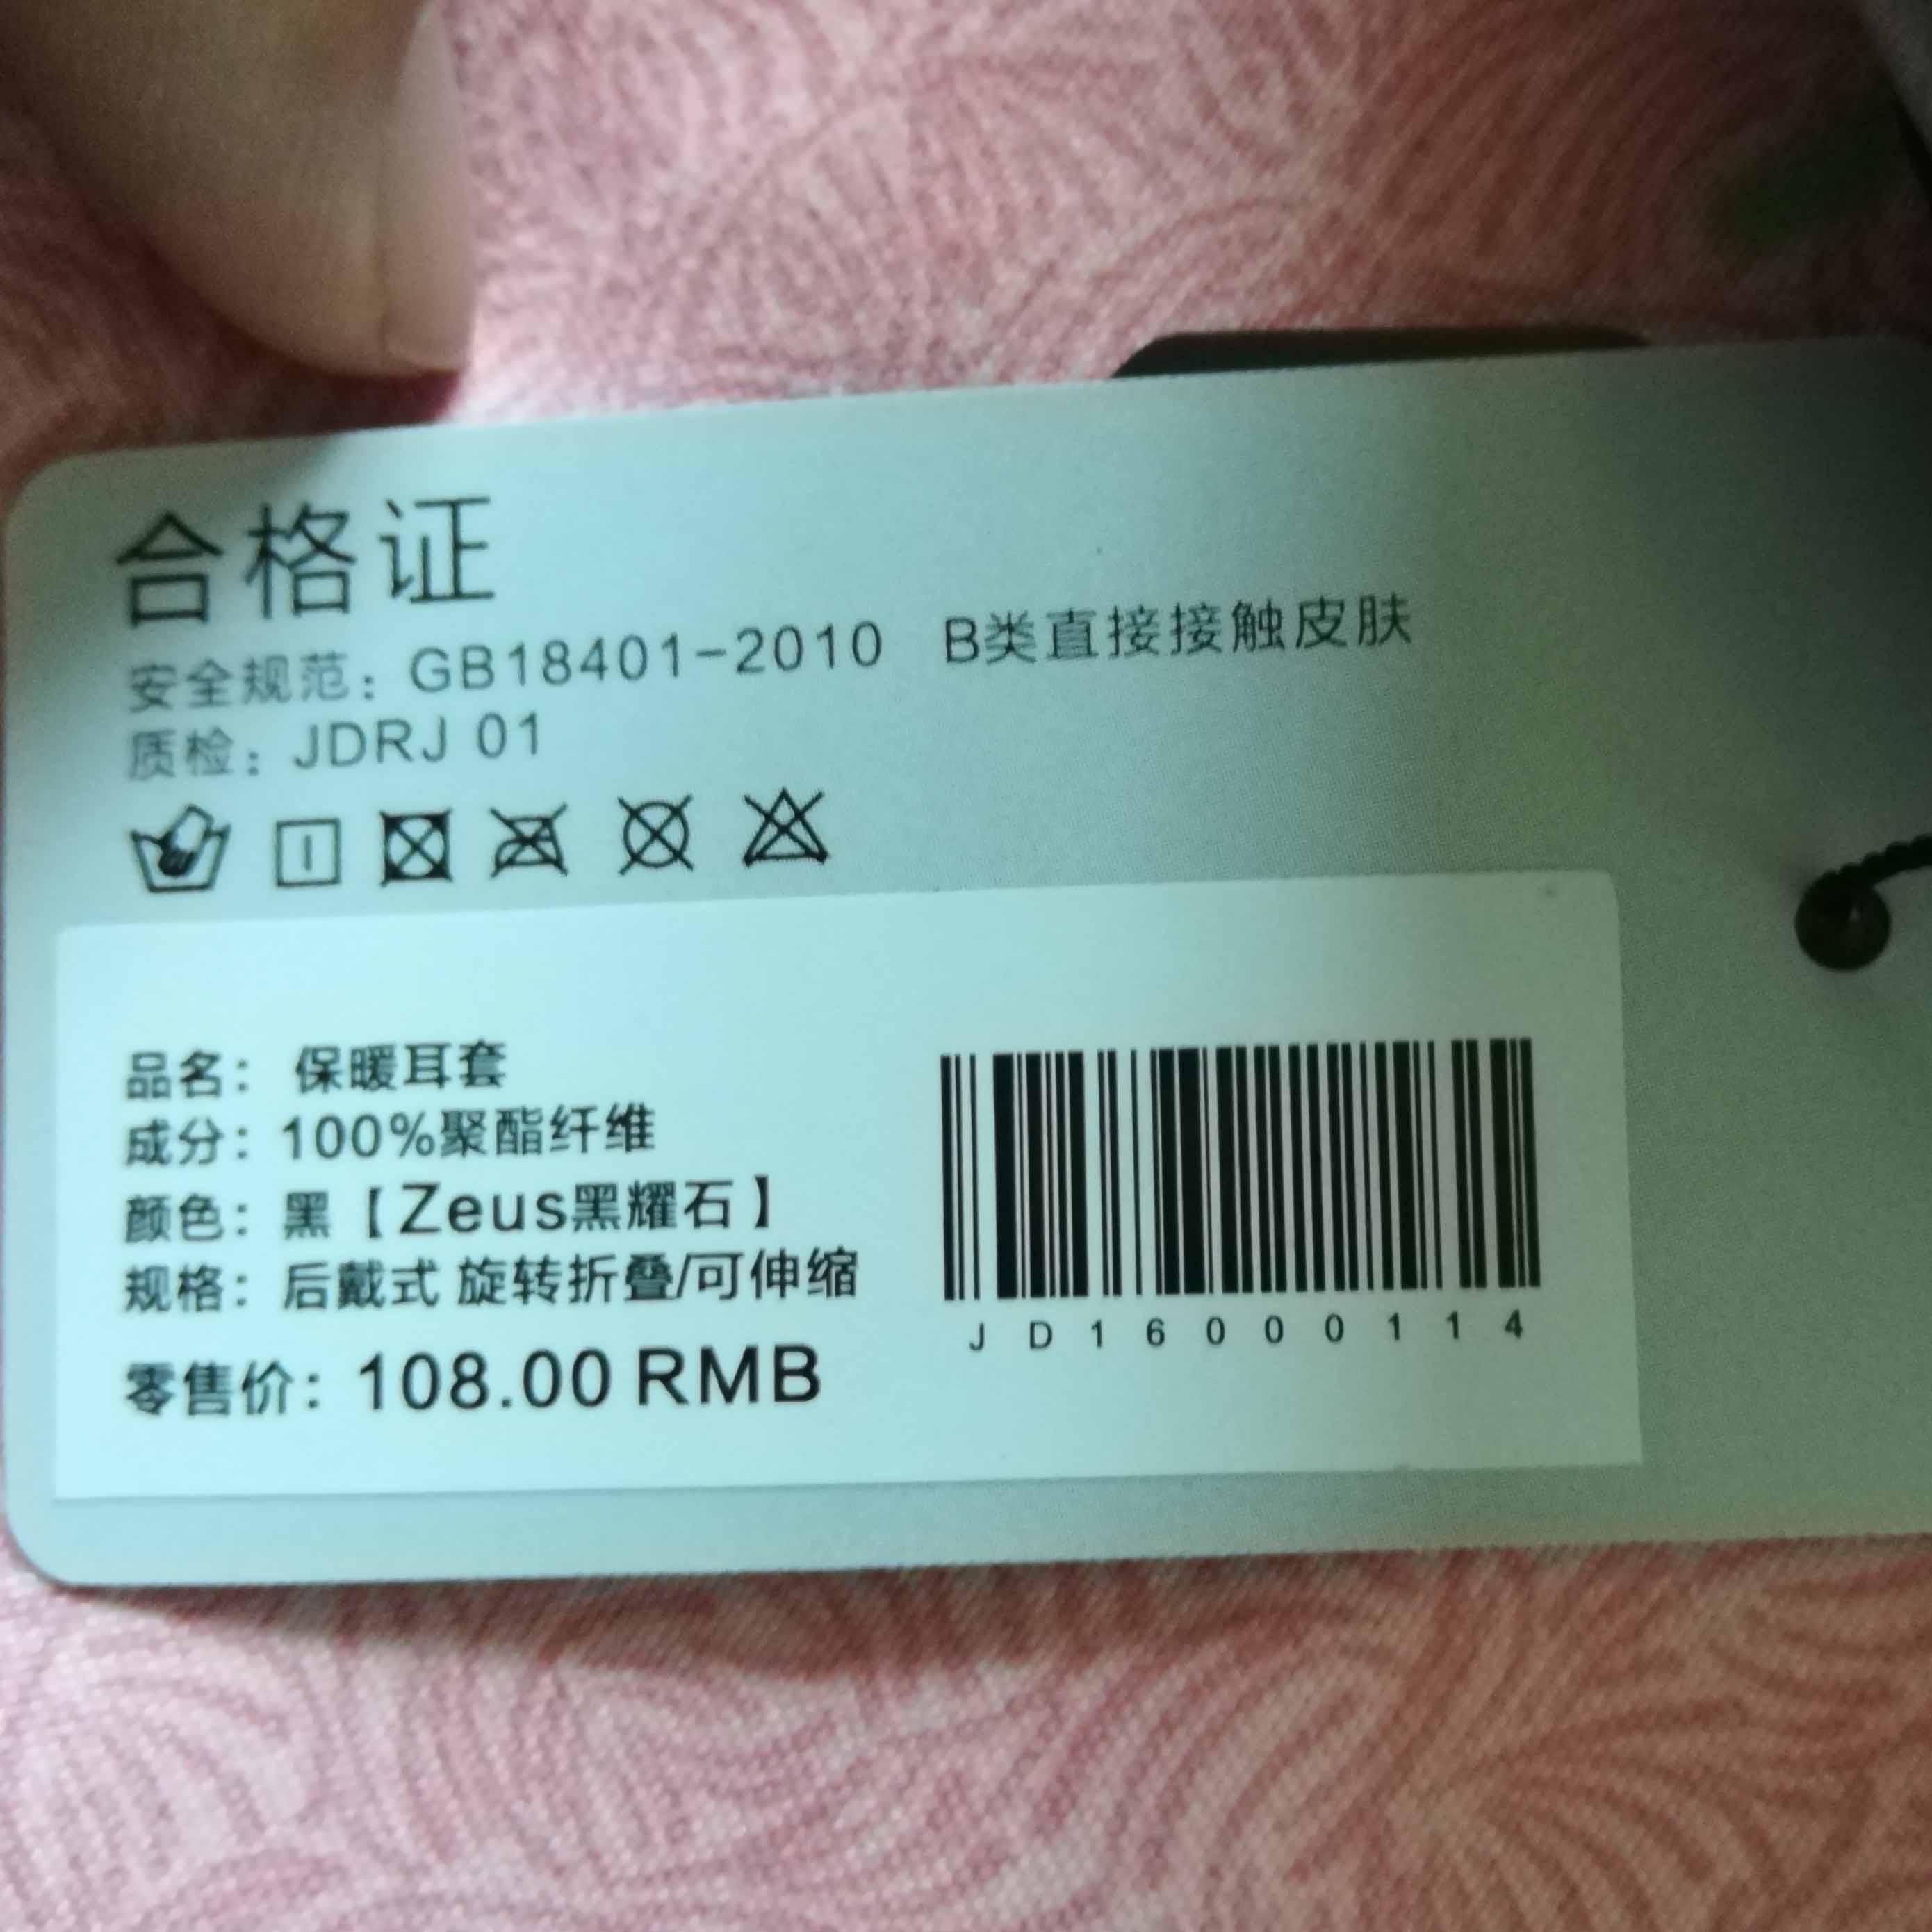 合格证
安全规范：GB18401-2010 B类直接接触皮肤
质检：JDRJ 01
品名：保暖耳套
成分：100%聚酯纤维
颜色：黑【Zeus黑耀石】
规格：后戴式 旋转折叠/可伸缩
零售价：108.00RMB
JD16000114